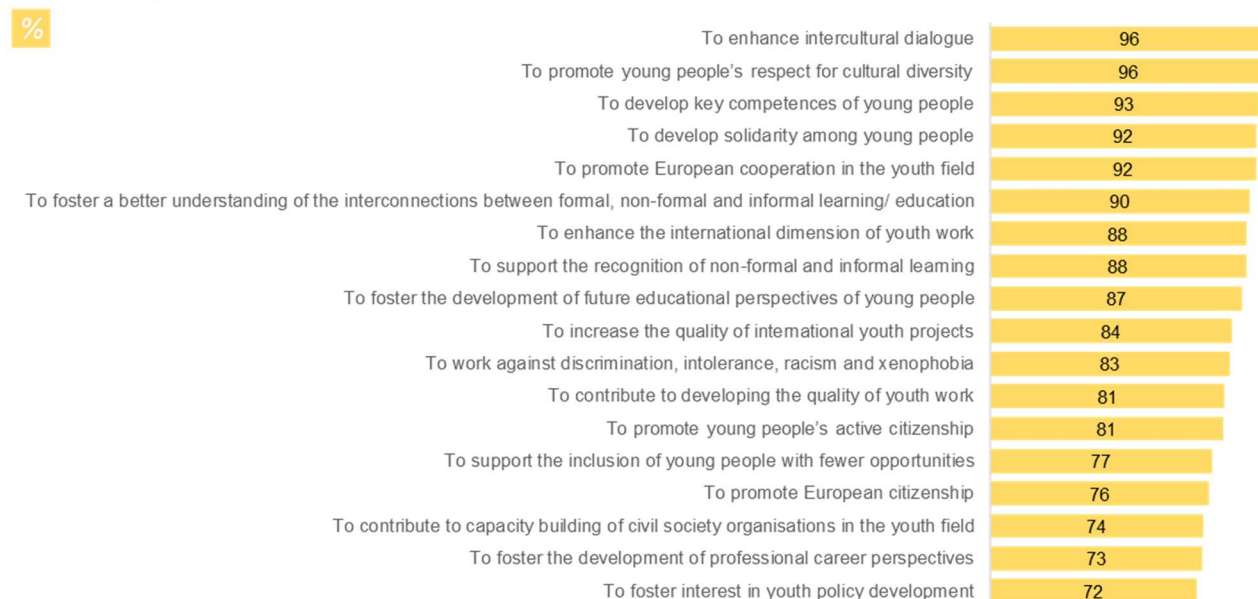 %
To enhance intercultural dialogue 96
To promote young people's respect for cultural diversity 96
To develop key competences of young people 93
To develop solidarity among young people 92
To promote European cooperation in the youth field 92
To foster a better understanding of the interconnections between formal, non-formal and informal learning/ education 90
To enhance the international dimension of youth work 88
To support the recognition of non-formal and informal learning 88
To foster the development of future educational perspectives of young people 87
To increase the quality of international youth projects 84
To work against discrimination, intolerance, racism and xenophobia 83
To contribute to developing the quality of youth work 81
To promote young people's active citizenship 81
To support the inclusion of young people with fewer opportunities 77
To promote European citizenship 76
To contribute to capacity building of civil society organisations in the youth field 74
To foster the development of professional career perspectives 73
To foster interest in youth policy development 72